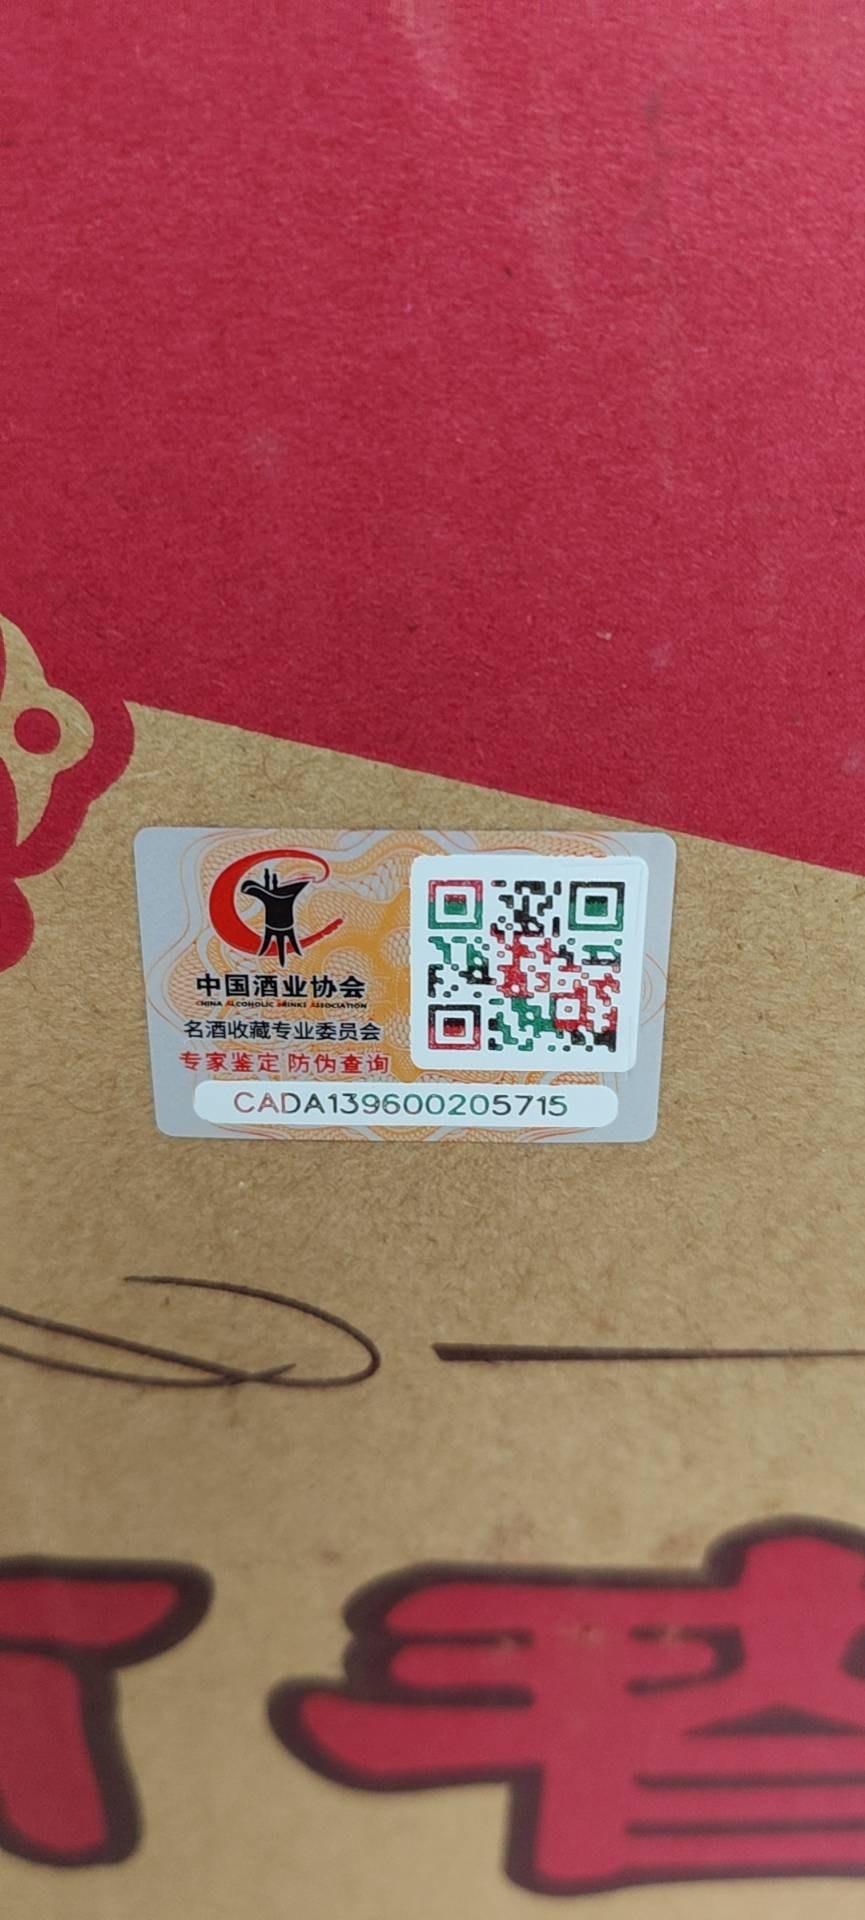 中国酒业协会
CHINA ALCOHOLIC DRINKS ASSOCIATION
名酒收藏专业委员会
专家鉴定 防伪查询
CADA139600205715